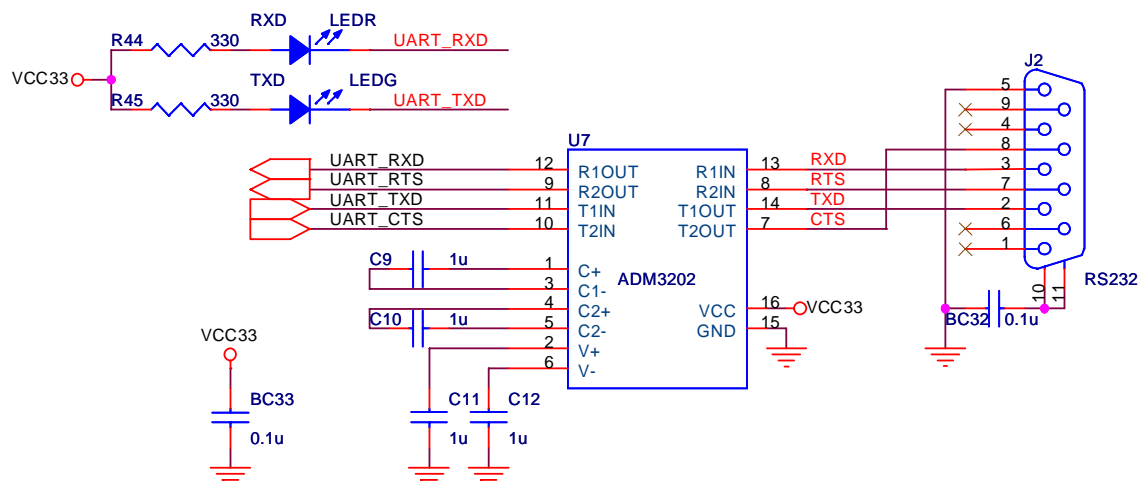 RXD LEDR
R44 330 UART_RXD
VCC33
TXD LEDG
R45 330 UART_TXD
J2
5
9
4
8
3
7
2
6
1
10 11
RS232
BC32 0.1u
U7
UART_RXD 12 R1OUT R1IN 13 RXD
UART_RTS 9 R2OUT R2IN 8 RTS
UART_TXD 11 T1IN T1OUT 14 TXD
UART_CTS 10 T2IN T2OUT 7 CTS
C9 1u 1 C+
3 C1-
ADM3202
4 C2+ VCC 16 VCC33
C10 1u 5 C2- GND 15
2 V+
6 V-
VCC33
BC33
0.1u
C11
1u
C12
1u